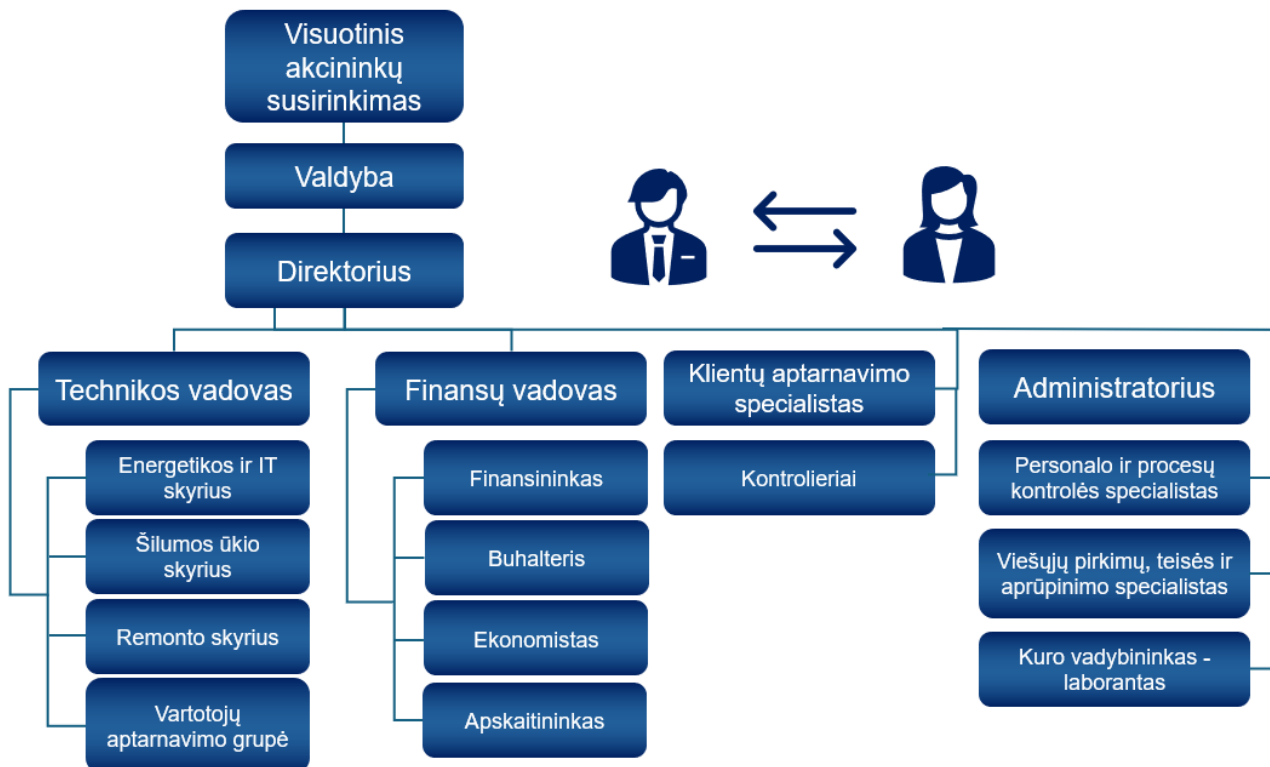 Visuotinis
akcininkų
susirinkimas
Valdyba
Direktorius
Technikos vadovas
Energetikos ir IT
skyrius
Šilumos ūkio
skyrius
Remonto skyrius
Vartotojų
aptarnavimo grupė
Finansų vadovas
Finansininkas
Buhalteris
Ekonomistas
Apskaitininkas
Klientų aptarnavimo
specialistas
Kontrolieriai
Administratorius
Personalo ir procesų
kontrolės specialistas
Viešųjų pirkimų, teisės ir
aprūpinimo specialistas
Kuro vadybininkas -
laborantas